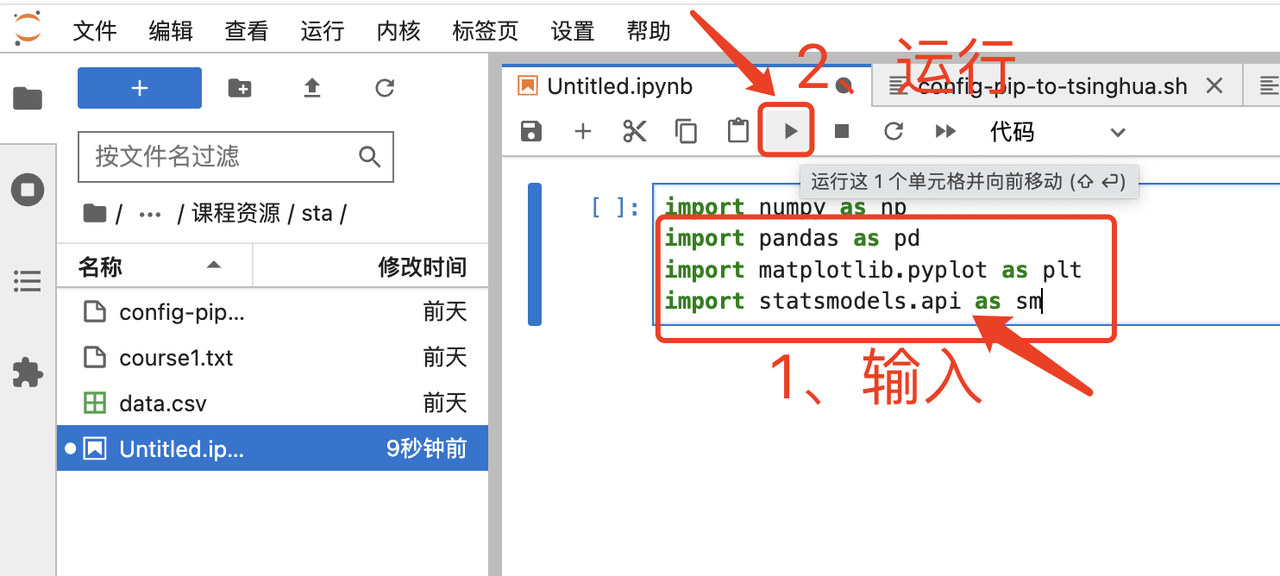 文件 编辑 查看 运行 内核 标签页 设置 帮助
2、运行
Untitled.ipynb
config-pip-to-tsinghua.sh
代码
按文件名过滤
运行这 1 个单元格并向前移动 (⇧ ⏎)
/ ··· / 课程资源 / sta /
[ ]:
import numpy as np
import pandas as pd
import matplotlib.pyplot as plt
import statsmodels.api as sm
名称 修改时间
config-pip... 前天
course1.txt 前天
data.csv 前天
Untitled.ip... 9秒钟前
1、输入